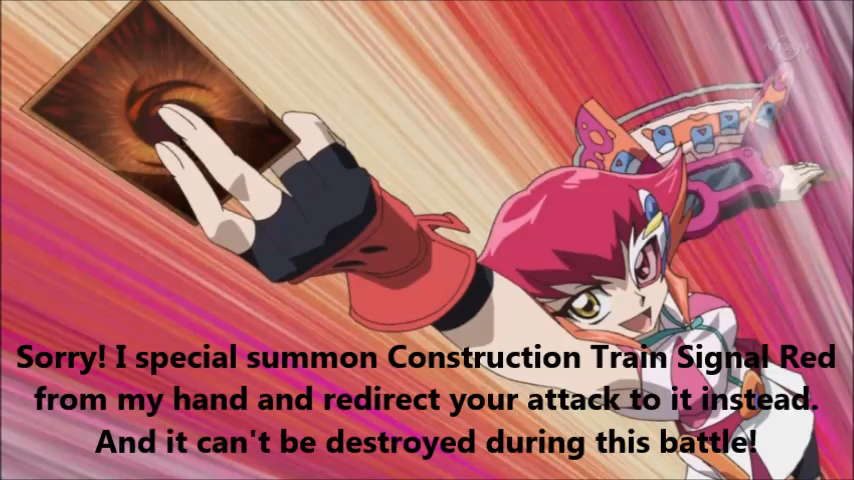 Sorry! I special summon Construction Train Signal Red
from my hand and redirect your attack to it instead.
And it can't be destroyed during this battle!